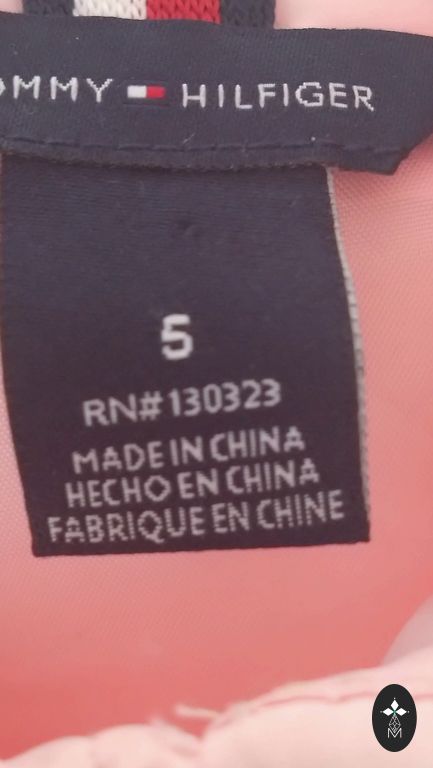 OMMY HILFIGER
5
RN#130323
MADE IN CHINA
HECHO EN CHINA
FABRIQUE EN CHINE
M